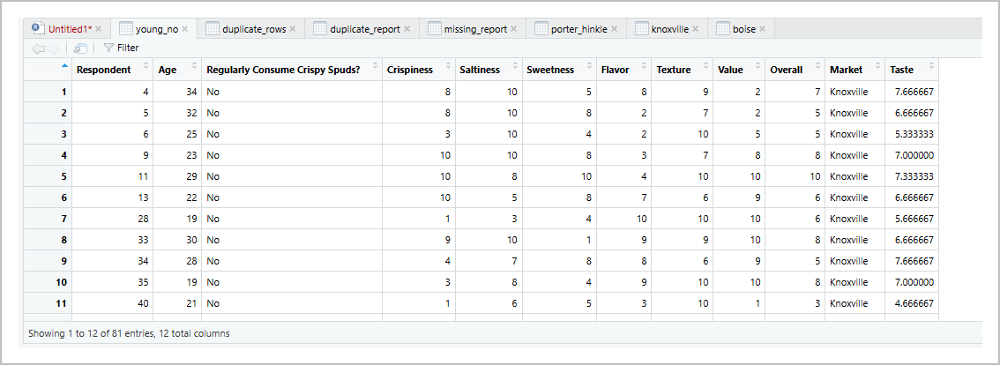 Untitled1* young_no duplicate_rows duplicate_report missing_report porter_hinkle knoxville boise
Filter
Respondent Age Regularly Consume Crispy Spuds? Crispiness Saltiness Sweetness Flavor Texture Value Overall Market Taste
1 4 34 No 8 10 5 8 9 2 7 Knoxville 7.666667
2 5 32 No 8 10 8 2 7 2 5 Knoxville 6.666667
3 6 25 No 3 10 4 2 10 5 5 Knoxville 5.333333
4 9 23 No 10 10 8 3 7 8 8 Knoxville 7.000000
5 11 29 No 10 8 10 4 10 10 10 Knoxville 7.333333
6 13 22 No 10 5 8 7 6 9 6 Knoxville 6.666667
7 28 19 No 1 3 4 10 10 10 6 Knoxville 5.666667
8 33 30 No 9 10 1 9 9 10 8 Knoxville 6.666667
9 34 28 No 4 7 8 8 6 9 5 Knoxville 7.666667
10 35 19 No 3 8 4 9 10 10 8 Knoxville 7.000000
11 40 21 No 1 6 5 3 10 1 3 Knoxville 4.666667
Showing 1 to 12 of 81 entries, 12 total columns